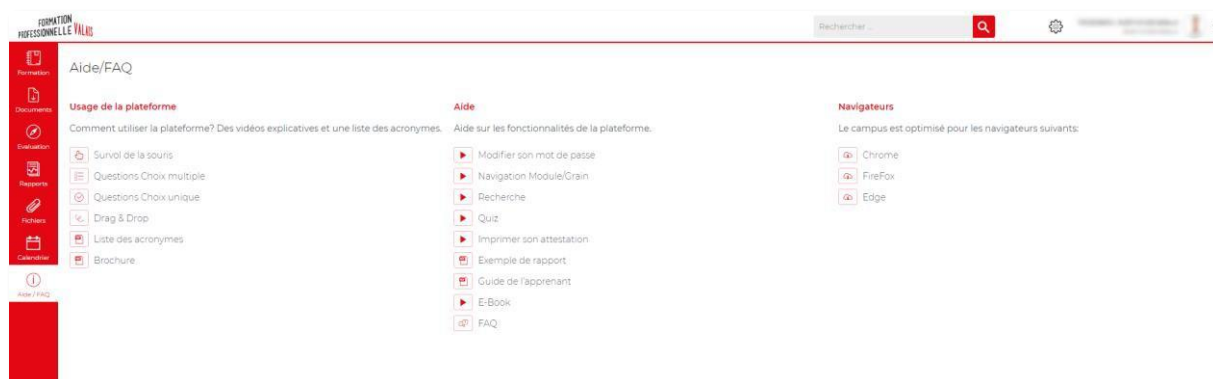 FORMATION
PROFESSIONNELLE VALAIS
Rechercher ...
Formation
Documents
Evaluation
Rapports
Fichiers
Calendrier
Aide / FAQ
Aide/FAQ
Usage de la plateforme
Comment utiliser la plateforme? Des vidéos explicatives et une liste des acronymes.
Survol de la souris
Questions Choix multiple
Questions Choix unique
Drag & Drop
Liste des acronymes
Brochure
Aide
Aide sur les fonctionnalités de la plateforme.
Modifier son mot de passe
Navigation Module/Grain
Recherche
Quiz
Imprimer son attestation
Exemple de rapport
Guide de l'apprenant
E-Book
FAQ
Navigateurs
Le campus est optimisé pour les navigateurs suivants:
Chrome
FireFox
Edge